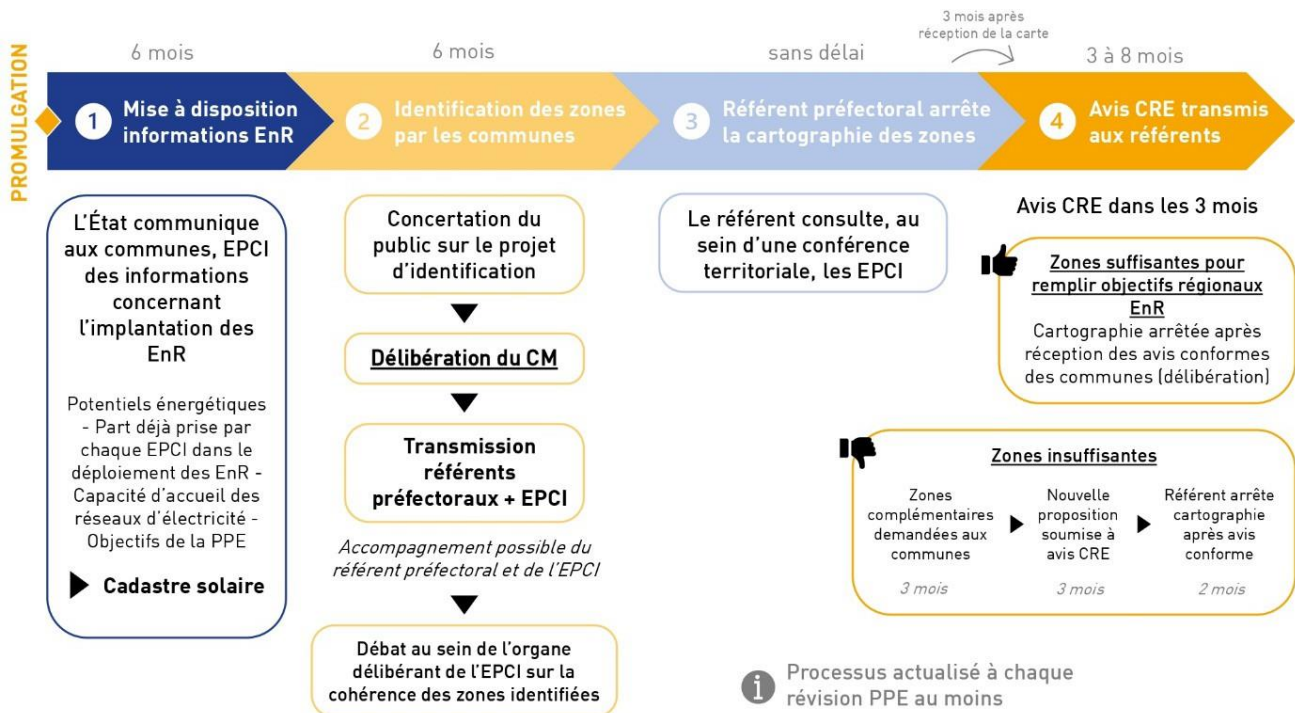 PROMULGATION
6 mois
6 mois
sans délai
3 mois après
réception de la carte
3 à 8 mois
1
Mise à disposition
informations EnR
2
Identification des zones
par les communes
3
Référent préfectoral arrête
la cartographie des zones
4
Avis CRE transmis
aux référents
L'État communique
aux communes, EPCI
des informations
concernant
l'implantation des
EnR
Potentiels énergétiques
- Part déjà prise par
chaque EPCI dans le
déploiement des EnR -
Capacité d'accueil des
réseaux d'électricité -
Objectifs de la PPE
Cadastre solaire
Concertation du
public sur le projet
d'identification
Délibération du CM
Transmission
référents
préfectoraux + EPCI
Accompagnement possible du
référent préfectoral et de l'EPCI
Débat au sein de l'organe
délibérant de l'EPCI sur la
cohérence des zones identifiées
Le référent consulte, au
sein d'une conférence
territoriale, les EPCI
Avis CRE dans les 3 mois
Zones suffisantes pour
remplir objectifs régionaux
EnR
Cartographie arrêtée après
réception des avis conformes
des communes (délibération)
Zones insuffisantes
Zones
complémentaires
demandées aux
communes
3 mois
Nouvelle
proposition
soumise à
avis CRE
3 mois
Référent arrête
cartographie
après avis
conforme
2 mois
i
Processus actualisé à chaque
révision PPE au moins